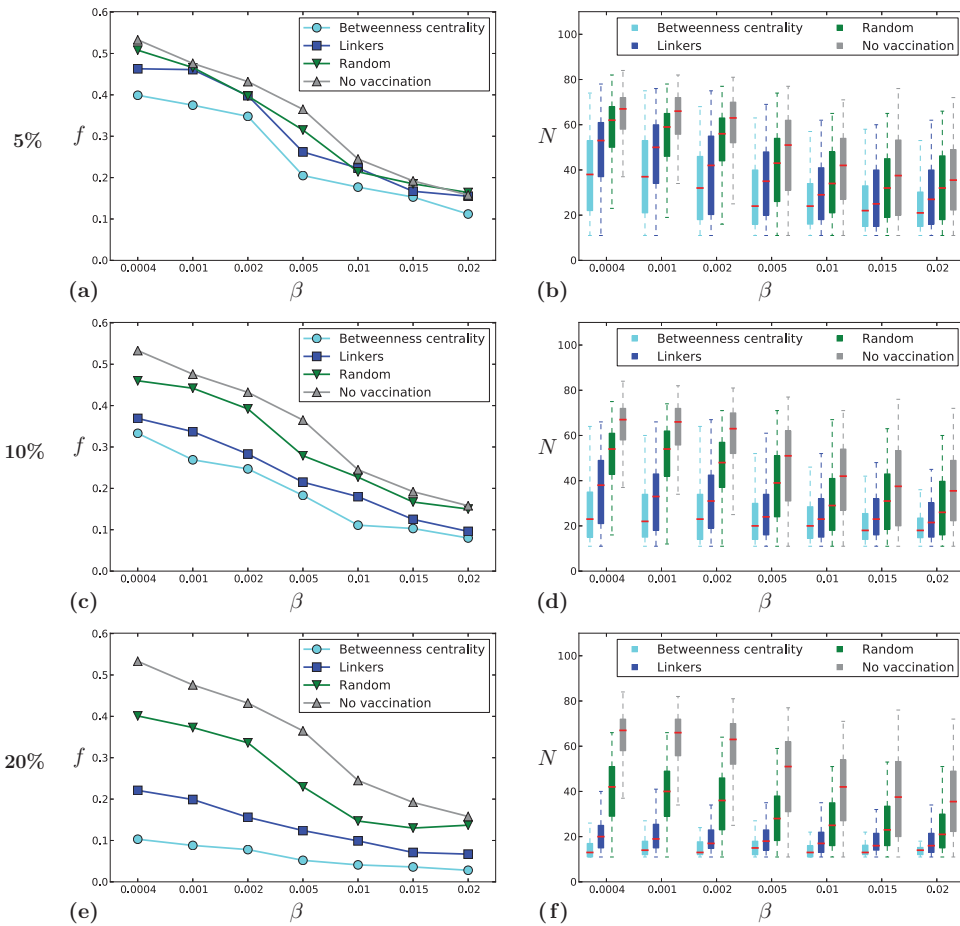 5%
f
0.6
0.5
0.4
0.3
0.2
0.1
0.0
Betweenness centrality
Linkers
Random
No vaccination
0.0004 0.001 0.002 0.005 0.01 0.015 0.02
(a) β
N
100
80
60
40
20
0
Betweenness centrality Random
Linkers No vaccination
0.0004 0.001 0.002 0.005 0.01 0.015 0.02
(b) β
10%
f
0.6
0.5
0.4
0.3
0.2
0.1
0.0
Betweenness centrality
Linkers
Random
No vaccination
0.0004 0.001 0.002 0.005 0.01 0.015 0.02
(c) β
N
100
80
60
40
20
0
Betweenness centrality Random
Linkers No vaccination
0.0004 0.001 0.002 0.005 0.01 0.015 0.02
(d) β
20%
f
0.6
0.5
0.4
0.3
0.2
0.1
0.0
Betweenness centrality
Linkers
Random
No vaccination
0.0004 0.001 0.002 0.005 0.01 0.015 0.02
(e) β
N
100
80
60
40
20
0
Betweenness centrality Random
Linkers No vaccination
0.0004 0.001 0.002 0.005 0.01 0.015 0.02
(f) β